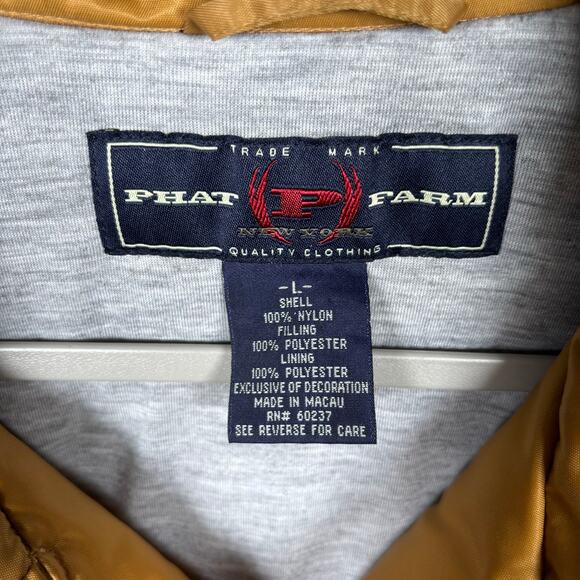 TRADE MARK
PHAT P FARM
NEW YORK
QUALITY CLOTHING
-L-
SHELL
100% NYLON
FILLING
100% POLYESTER
LINING
100% POLYESTER
EXCLUSIVE OF DECORATION
MADE IN MACAU
RN# 60237
SEE REVERSE FOR CARE